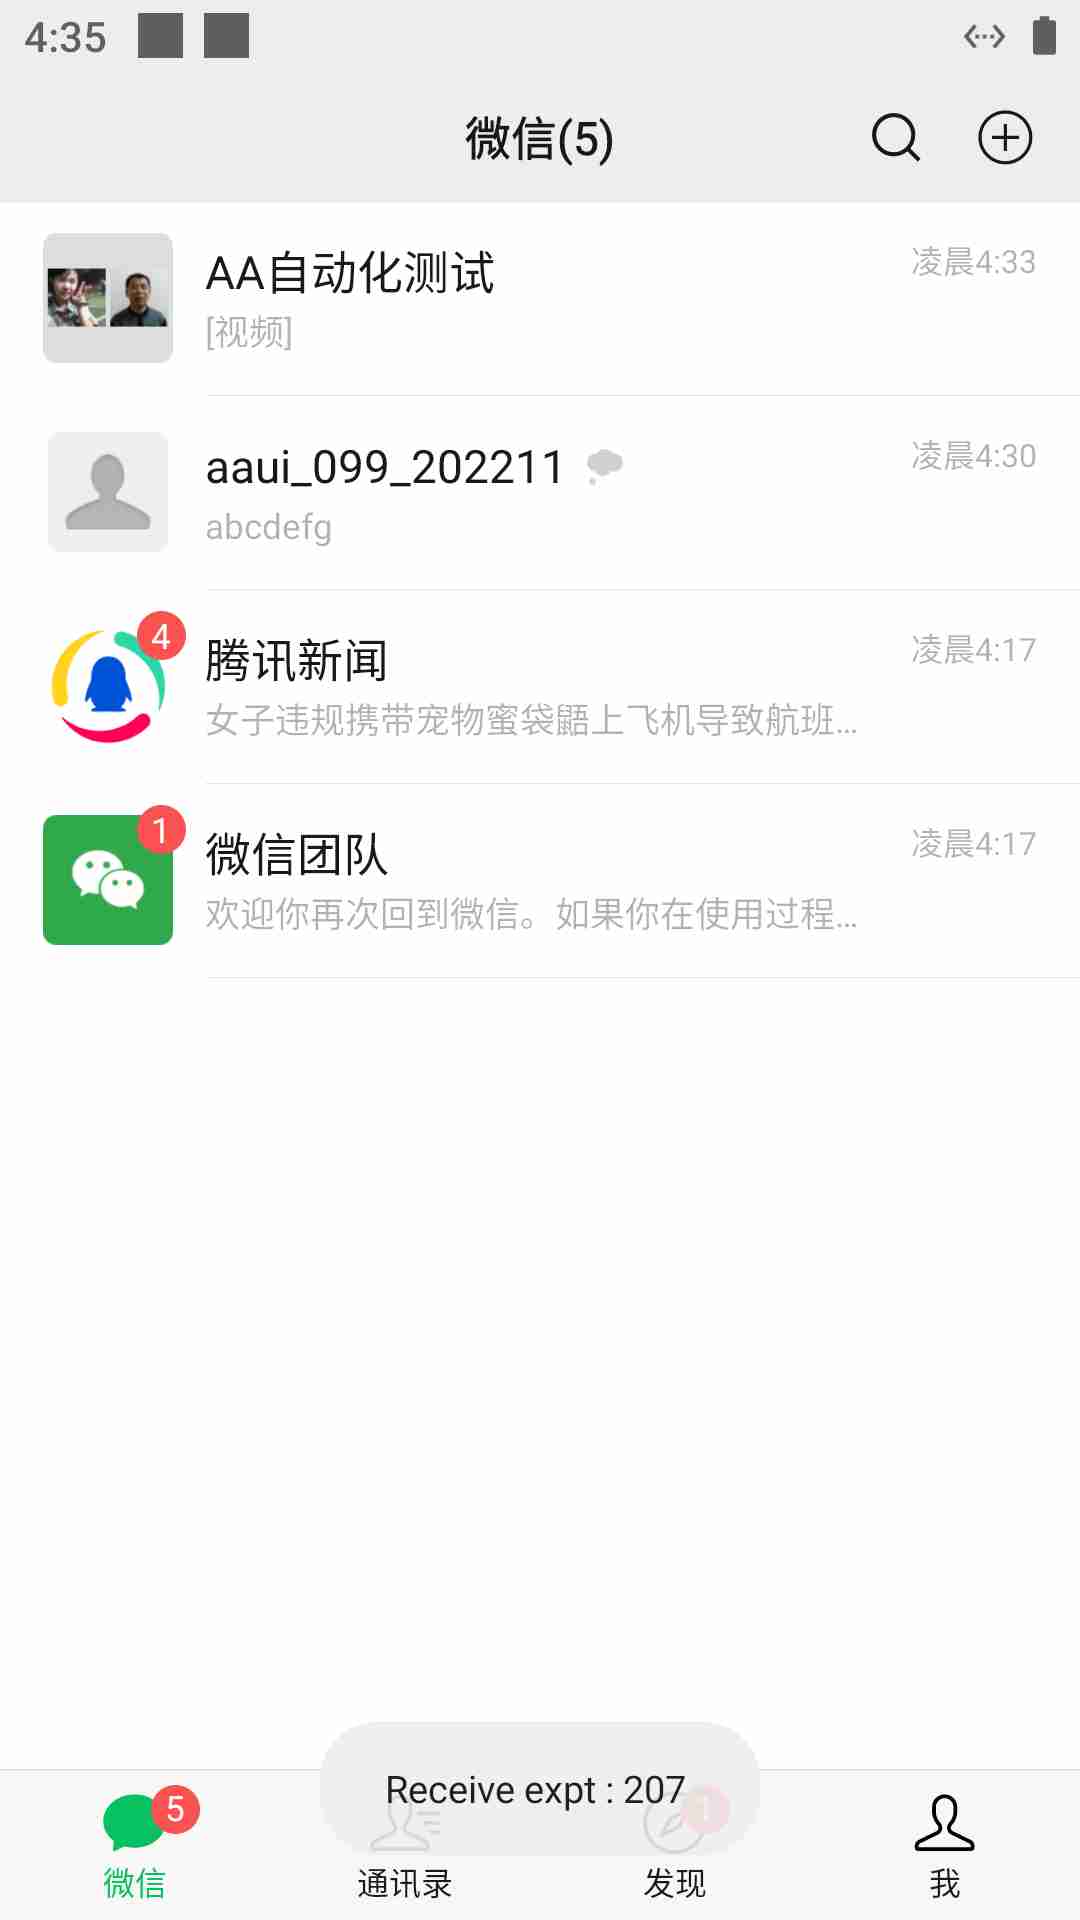 4:35
微信(5)
AA自动化测试
凌晨4:33
[视频]
aaui_099_202211
凌晨4:30
abcdefg
4
腾讯新闻
凌晨4:17
女子违规携带宠物蜜袋鼯上飞机导致航班...
1
微信团队
凌晨4:17
欢迎你再次回到微信。如果你在使用过程...
Receive expt : 207
5
1
微信
通讯录
发现
我